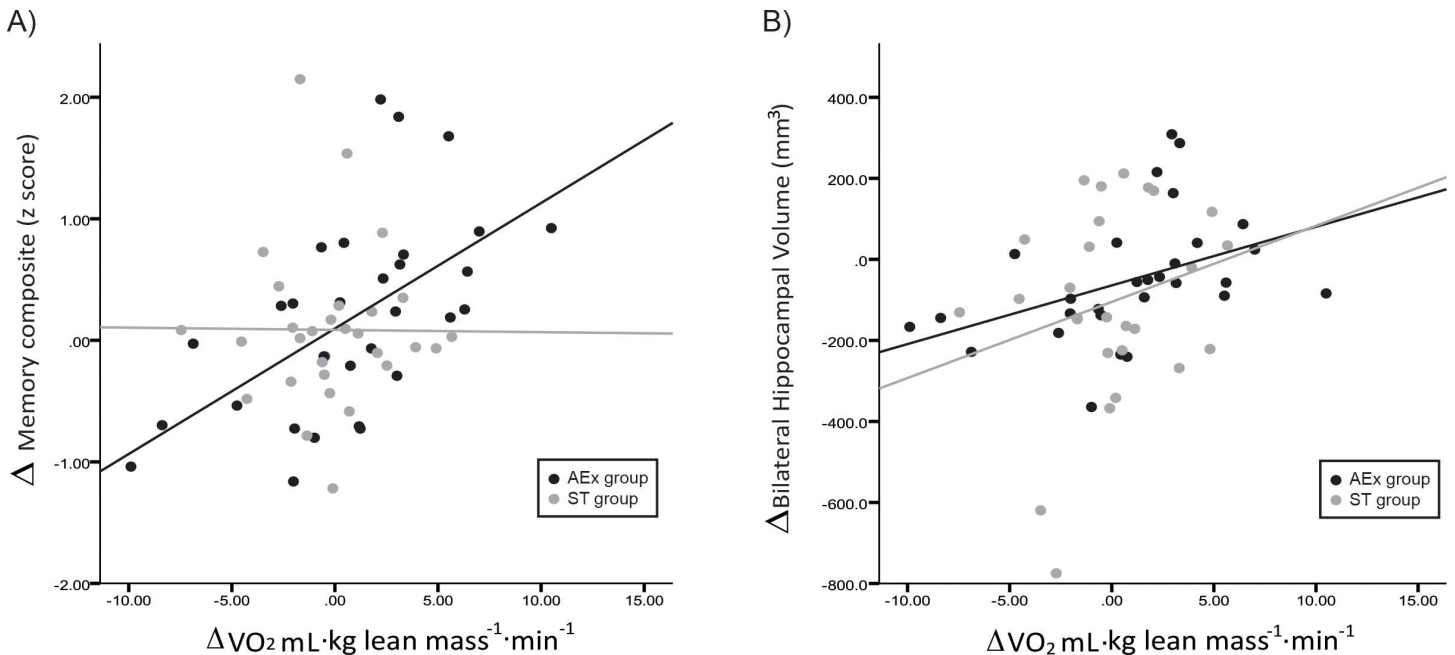 A)
Δ Memory composite (z score)
2.00
1.00
.00
-1.00
-2.00
-10.00 -5.00 .00 5.00 10.00 15.00
ΔVO₂ mL·kg lean mass⁻¹·min⁻¹
AEx group
ST group
B)
ΔBilateral Hippocampal Volume (mm³)
400.0
200.0
.0
-200.0
-400.0
-600.0
-800.0
-10.00 -5.00 .00 5.00 10.00 15.00
ΔVO₂ mL·kg lean mass⁻¹·min⁻¹
AEx group
ST group